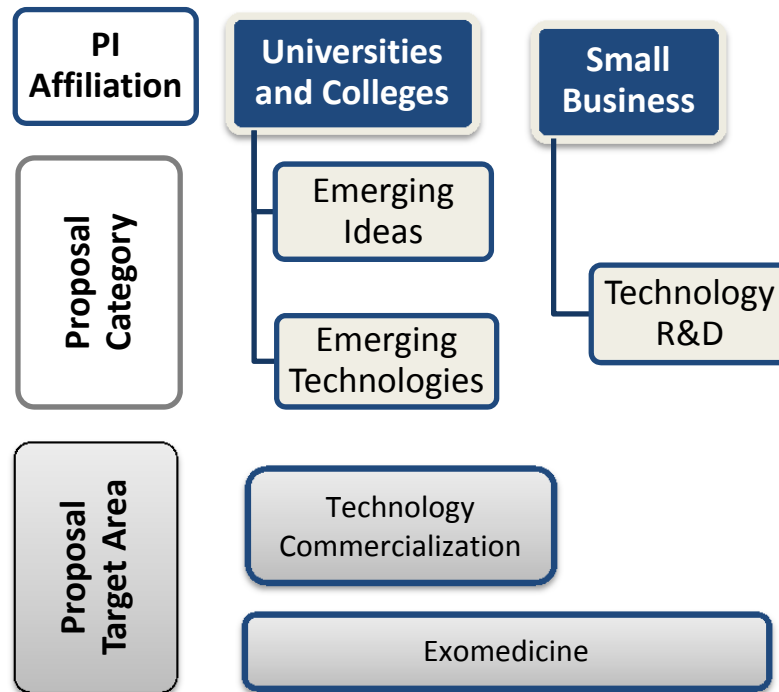 PI
Affiliation
Universities
and Colleges
Small
Business
Proposal
Category
Emerging
Ideas
Emerging
Technologies
Technology
R&D
Proposal
Target Area
Technology
Commercialization
Exomedicine